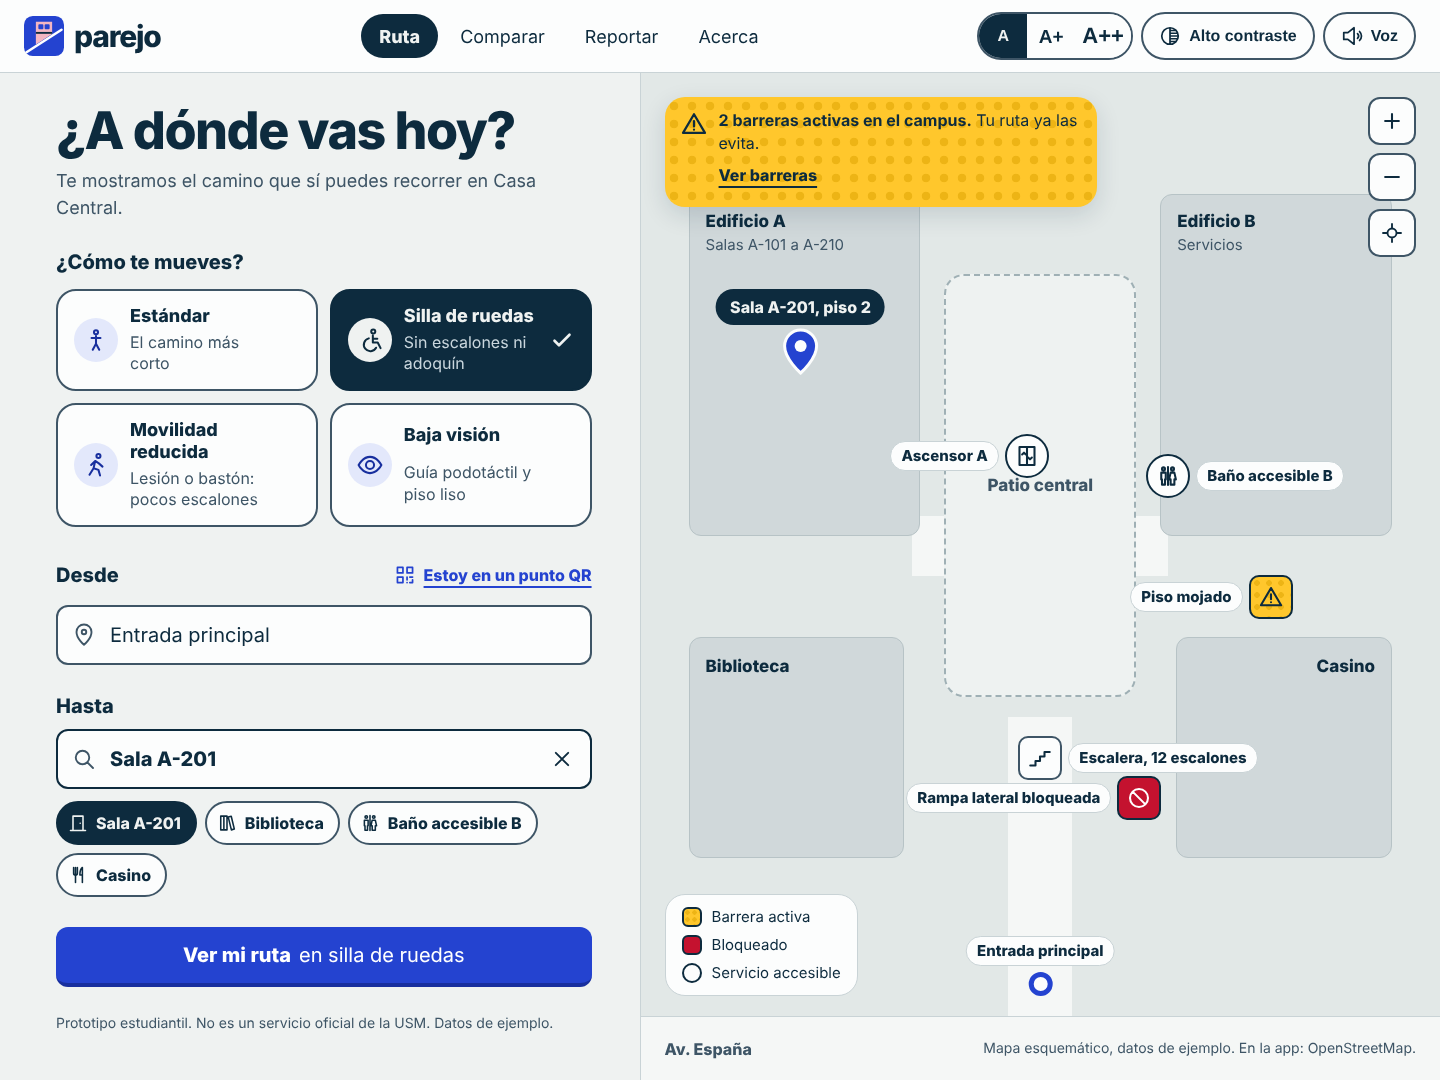 parejo
Ruta
Comparar
Reportar
Acerca
A
A+
A++
Alto contraste
Voz
¿A dónde vas hoy?
Te mostramos el camino que sí puedes recorrer en Casa
Central.
¿Cómo te mueves?
Estándar
El camino más
corto
Silla de ruedas
Sin escalones ni
adoquín
Movilidad
reducida
Lesión o bastón:
pocos escalones
Baja visión
Guía podotáctil y
piso liso
Desde
Estoy en un punto QR
Entrada principal
Hasta
Sala A-201
Sala A-201
Biblioteca
Baño accesible B
Casino
Ver mi ruta en silla de ruedas
Prototipo estudiantil. No es un servicio oficial de la USM. Datos de ejemplo.
2 barreras activas en el campus. Tu ruta ya las
evita.
Ver barreras
Edificio A
Salas A-101 a A-210
Edificio B
Servicios
Sala A-201, piso 2
Ascensor A
Patio central
Baño accesible B
Piso mojado
Biblioteca
Casino
Escalera, 12 escalones
Rampa lateral bloqueada
Barrera activa
Bloqueado
Servicio accesible
Entrada principal
Av. España
Mapa esquemático, datos de ejemplo. En la app: OpenStreetMap.